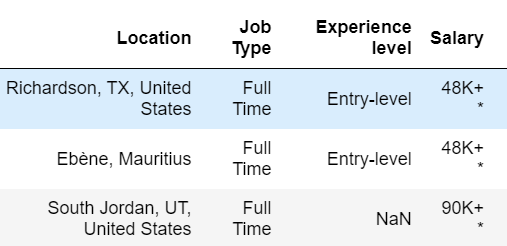 Location Job Type Experience level Salary
Richardson, TX, United States Full Time Entry-level 48K+ *
Ebène, Mauritius Full Time Entry-level 48K+ *
South Jordan, UT, United States Full Time NaN 90K+ *